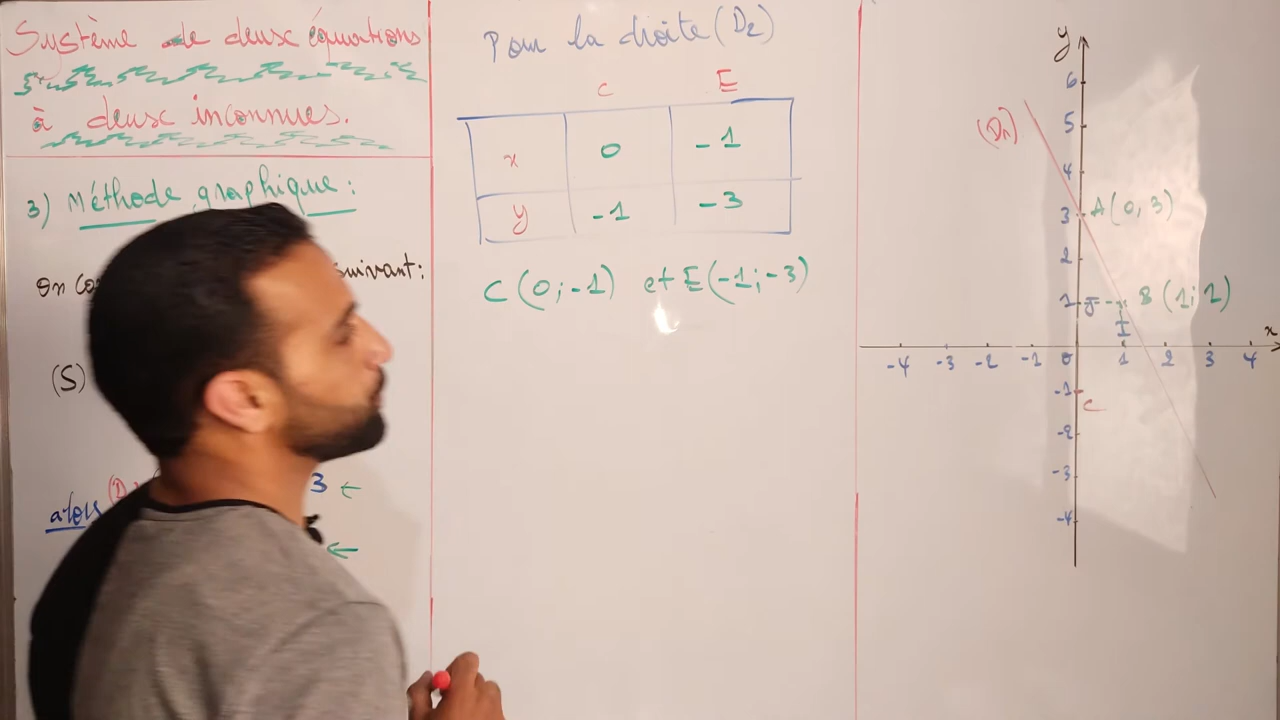 Système de deux équations
à deux inconnues.
3) Méthode graphique:
on suivant:
(S)
alors 3 ←
←
Pour la droite (D₂)
C E
x 0 -1
y -1 -3
C(0;-1) et E(-1;-3)
y
6
(D₁) 5
4
3 A(0,3)
2
1 J B(1;1)
I
x
-4 -3 -2 -1 0 1 2 3 4
-1 C
-2
-3
-4